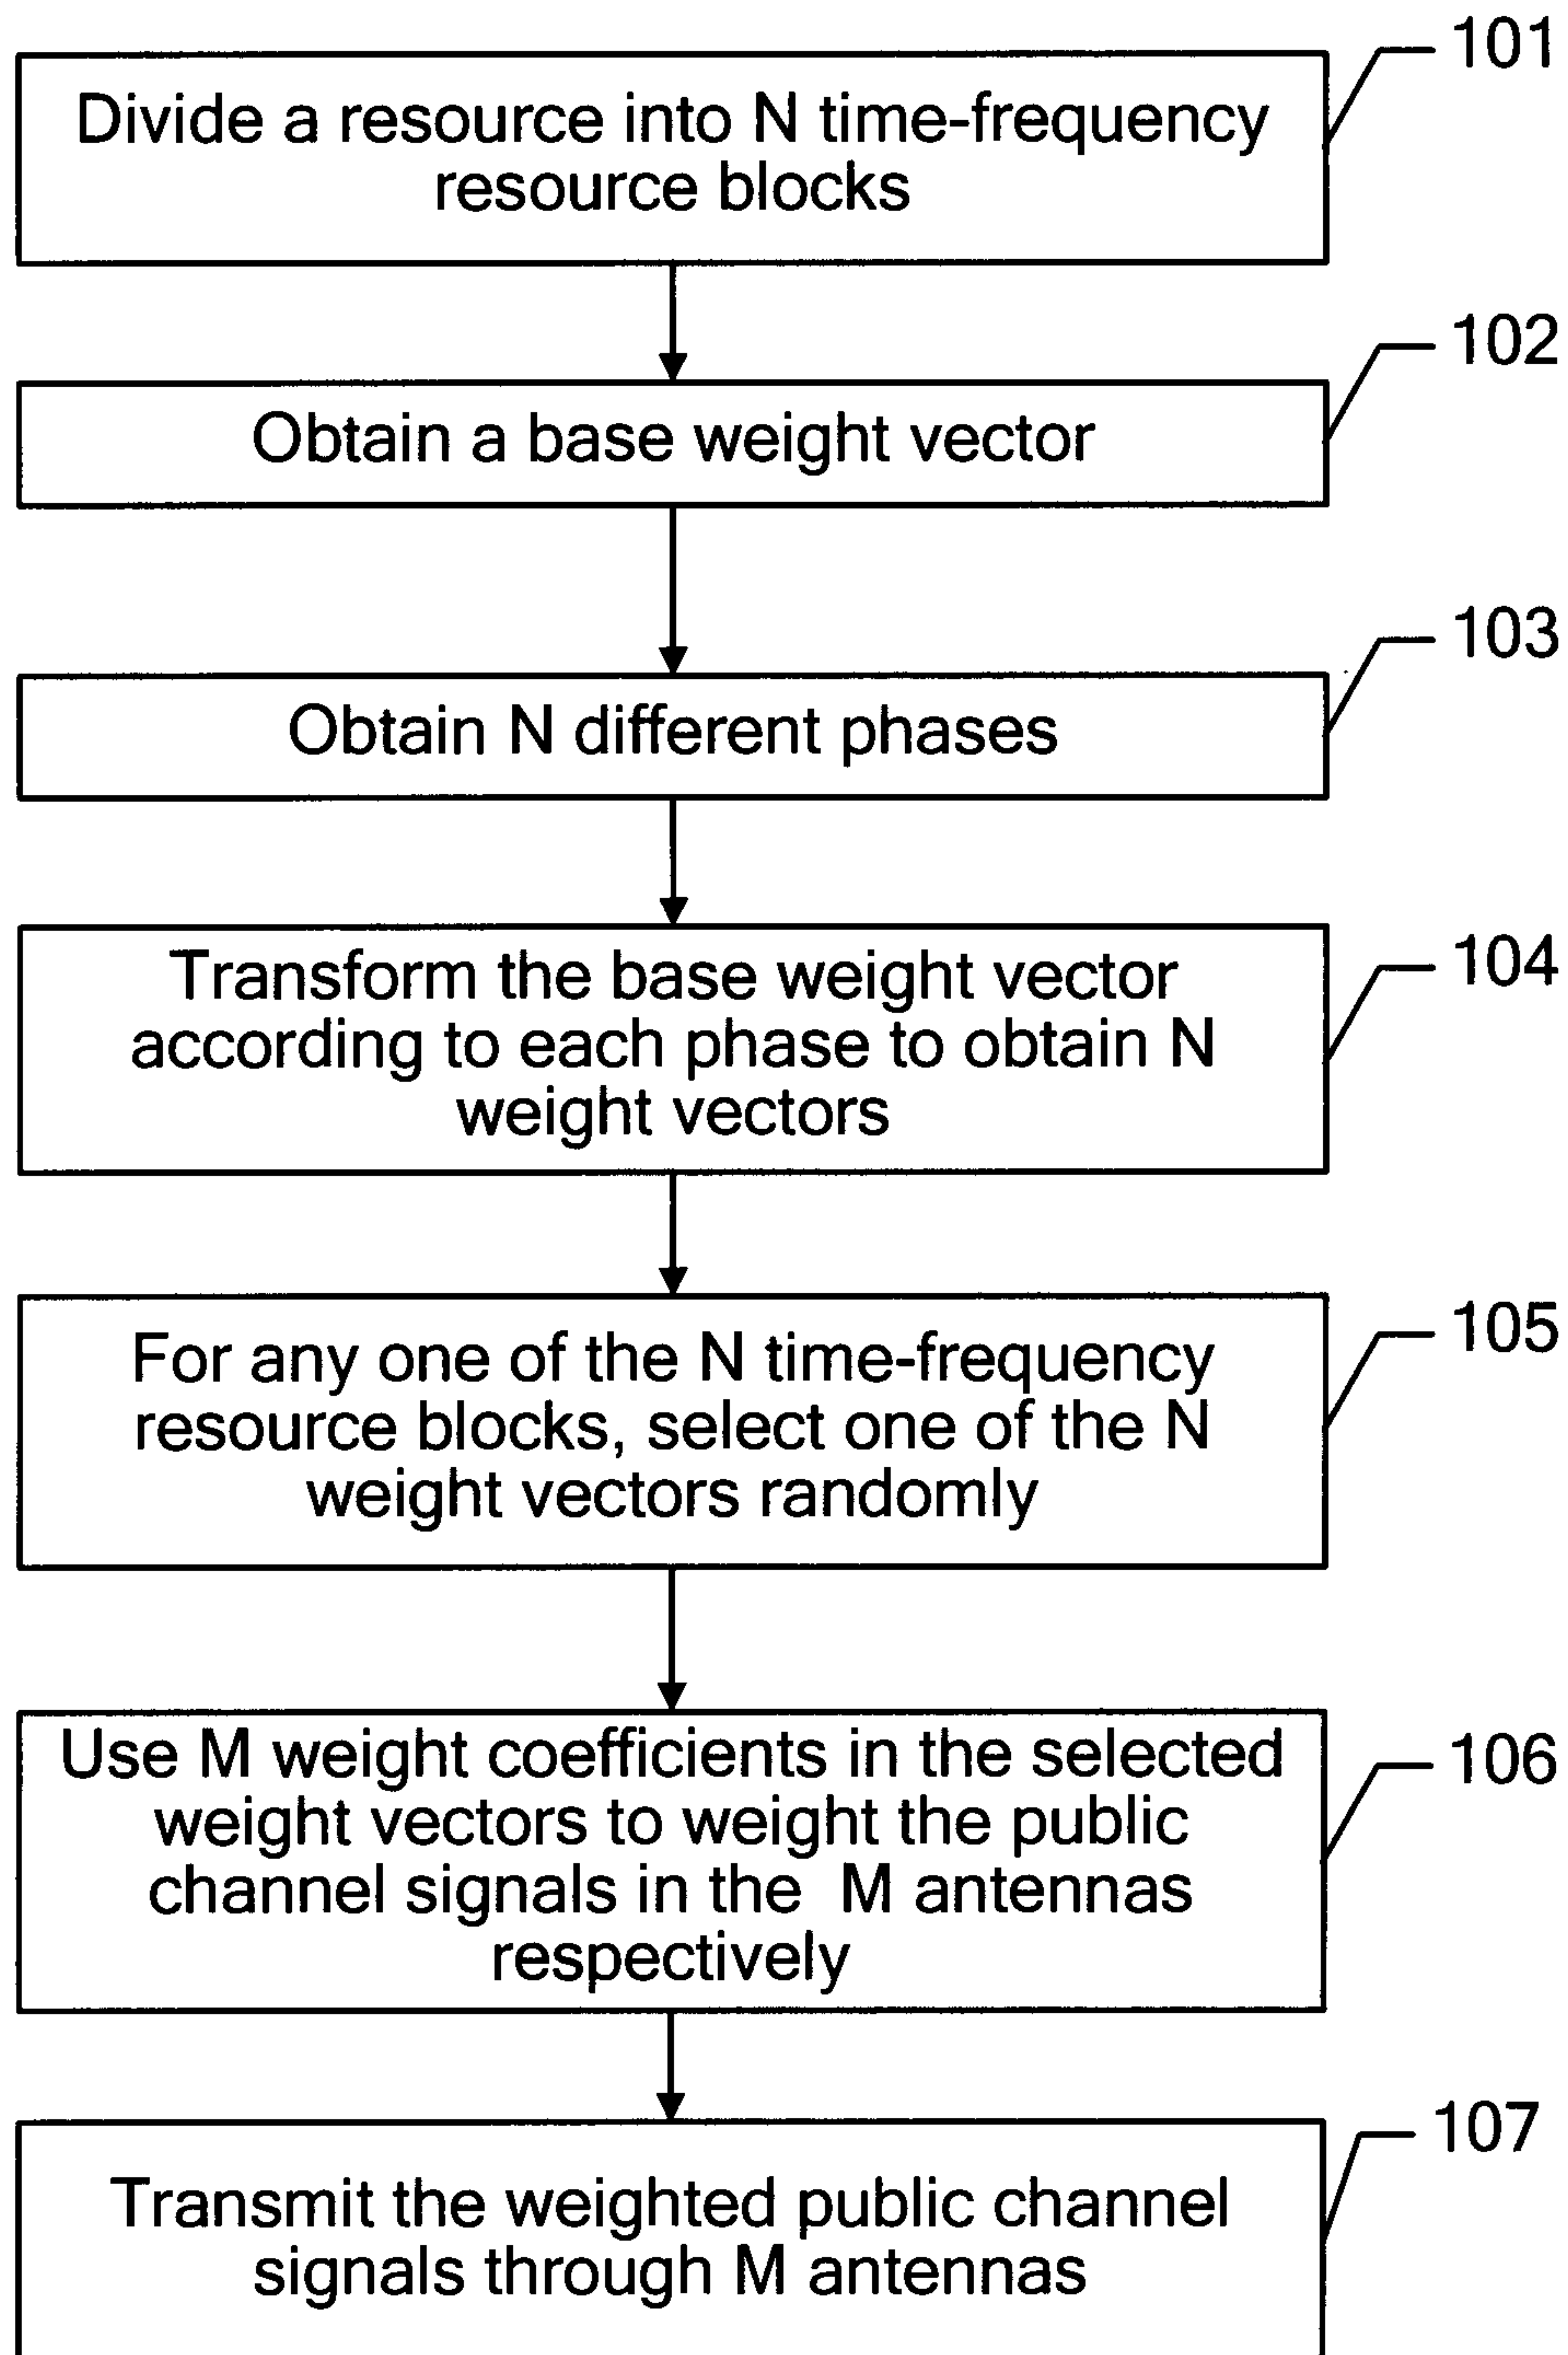 101
Divide a resource into N time-frequency
resource blocks
102
Obtain a base weight vector
103
Obtain N different phases
104
Transform the base weight vector
according to each phase to obtain N
weight vectors
105
For any one of the N time-frequency
resource blocks, select one of the N
weight vectors randomly
106
Use M weight coefficients in the selected
weight vectors to weight the public
channel signals in the M antennas
respectively
107
Transmit the weighted public channel
signals through M antennas